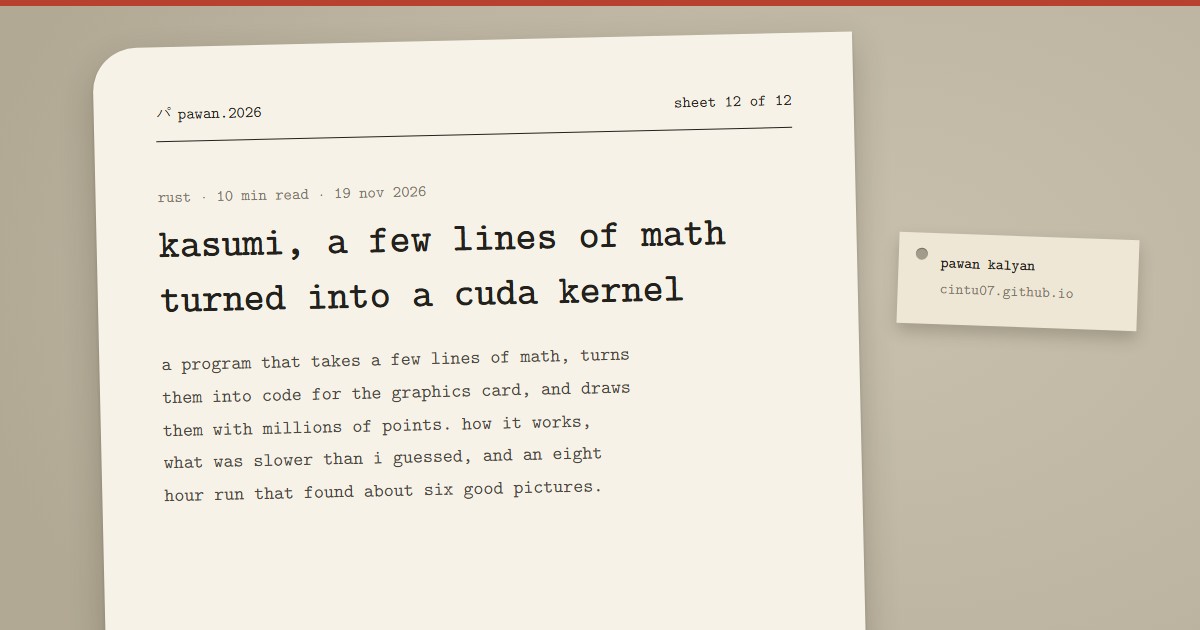 パ pawan.2026
sheet 12 of 12
rust · 10 min read · 19 nov 2026
kasumi, a few lines of math
turned into a cuda kernel
a program that takes a few lines of math, turns
them into code for the graphics card, and draws
them with millions of points. how it works,
what was slower than i guessed, and an eight
hour run that found about six good pictures.
pawan kalyan
cintu07.github.io